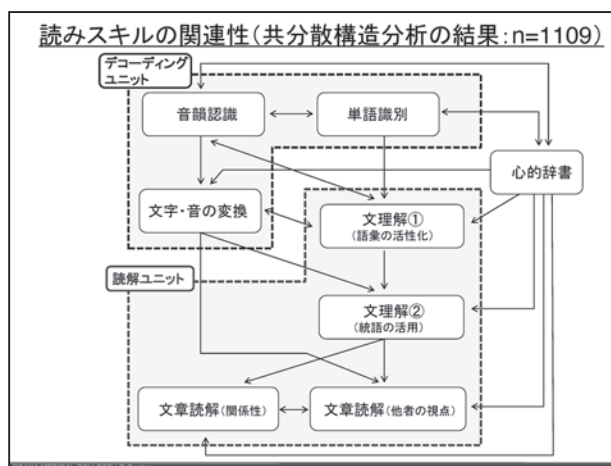 読みスキルの関連性(共分散構造分析の結果:n=1109)
デコーディング
ユニット
音韻認識
単語識別
心的辞書
文字・音の変換
文理解①
(語彙の活性化)
読解ユニット
文理解②
(統語の活用)
文章読解(関係性)
文章読解(他者の視点)